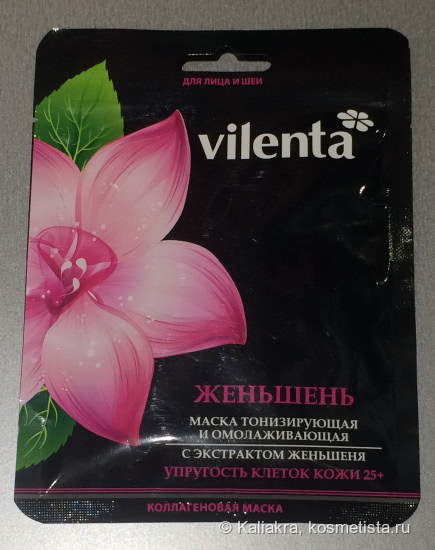 ДЛЯ ЛИЦА И ШЕИ
vilenta
ЖЕНЬШЕНЬ
МАСКА ТОНИЗИРУЮЩАЯ
И ОМОЛАЖИВАЮЩАЯ
С ЭКСТРАКТОМ ЖЕНЬШЕНЯ
УПРУГОСТЬ КЛЕТОК КОЖИ 25+
КОЛЛАГЕНОВАЯ МАСКА
© Kaliakra, kosmetista.ru